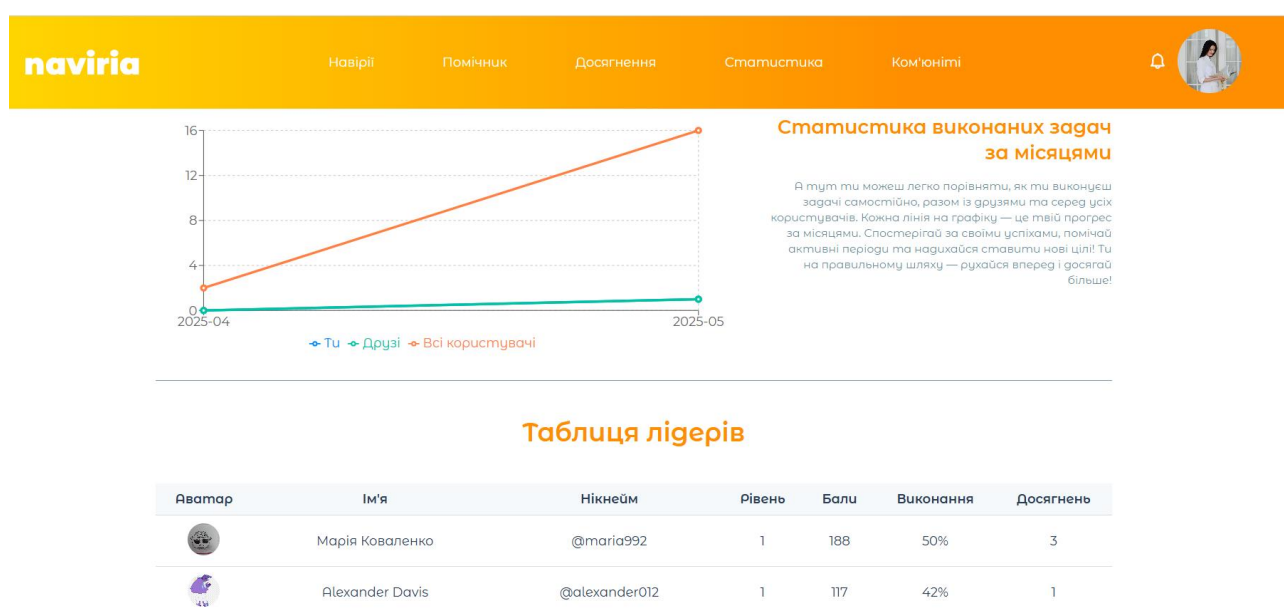 naviria
Навірії Помічник Досягнення Статистика Ком'юніті
16
12
8
4
0
2025-04 2025-05
Ти Друзі Всі користувачі
Статистика виконаних задач
за місяцями
А тут ти можеш легко порівняти, як ти виконуєш
задачі самостійно, разом із друзями та серед усіх
користувачів. Кожна лінія на графіку — це твій прогрес
за місяцями. Спостерігай за своїми успіхами, помічай
активні періоди та надихайся ставити нові цілі! Ти
на правильному шляху — рухайся вперед і досягай
більше!
Таблиця лідерів
Аватар Ім'я Нікнейм Рівень Бали Виконання Досягнень
Марія Коваленко @maria992 1 188 50% 3
Alexander Davis @alexander012 1 117 42% 1